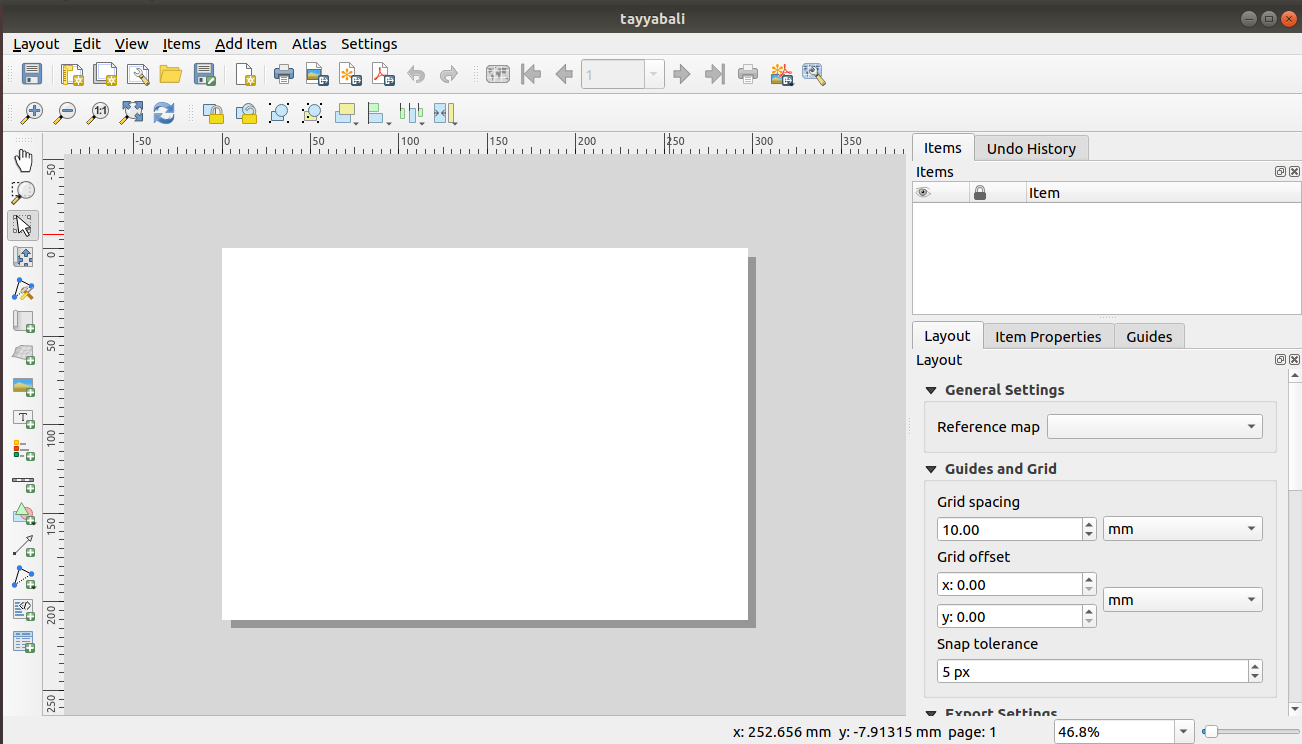 tayyabali
Layout Edit View Items Add Item Atlas Settings
1
1:1
-50 0 50 100 150 200 250 300 350
Items Undo History
Items
Item
-50
0
50
100
150
200
250
T
Layout Item Properties Guides
Layout
General Settings
Reference map
Guides and Grid
Grid spacing
10.00 mm
Grid offset
x: 0.00
mm
y: 0.00
Snap tolerance
5 px
Export Settings
x: 252.656 mm y: -7.91315 mm page: 1 46.8%